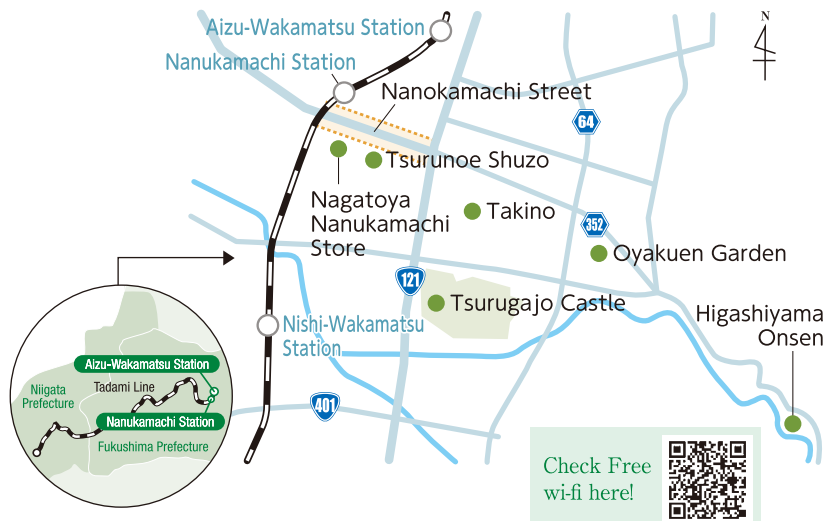 Aizu-Wakamatsu Station
N
Nanukamachi Station
Nanokamachi Street
64
Tsurunoe Shuzo
Nagatoya
Nanukamachi
Store
Takino
352
Oyakuen Garden
121
Tsurugajo Castle
Higashiyama
Onsen
Nishi-Wakamatsu
Station
401
Aizu-Wakamatsu Station
Tadami Line
Niigata
Prefecture
Nanukamachi Station
Fukushima Prefecture
Check Free
wi-fi here!